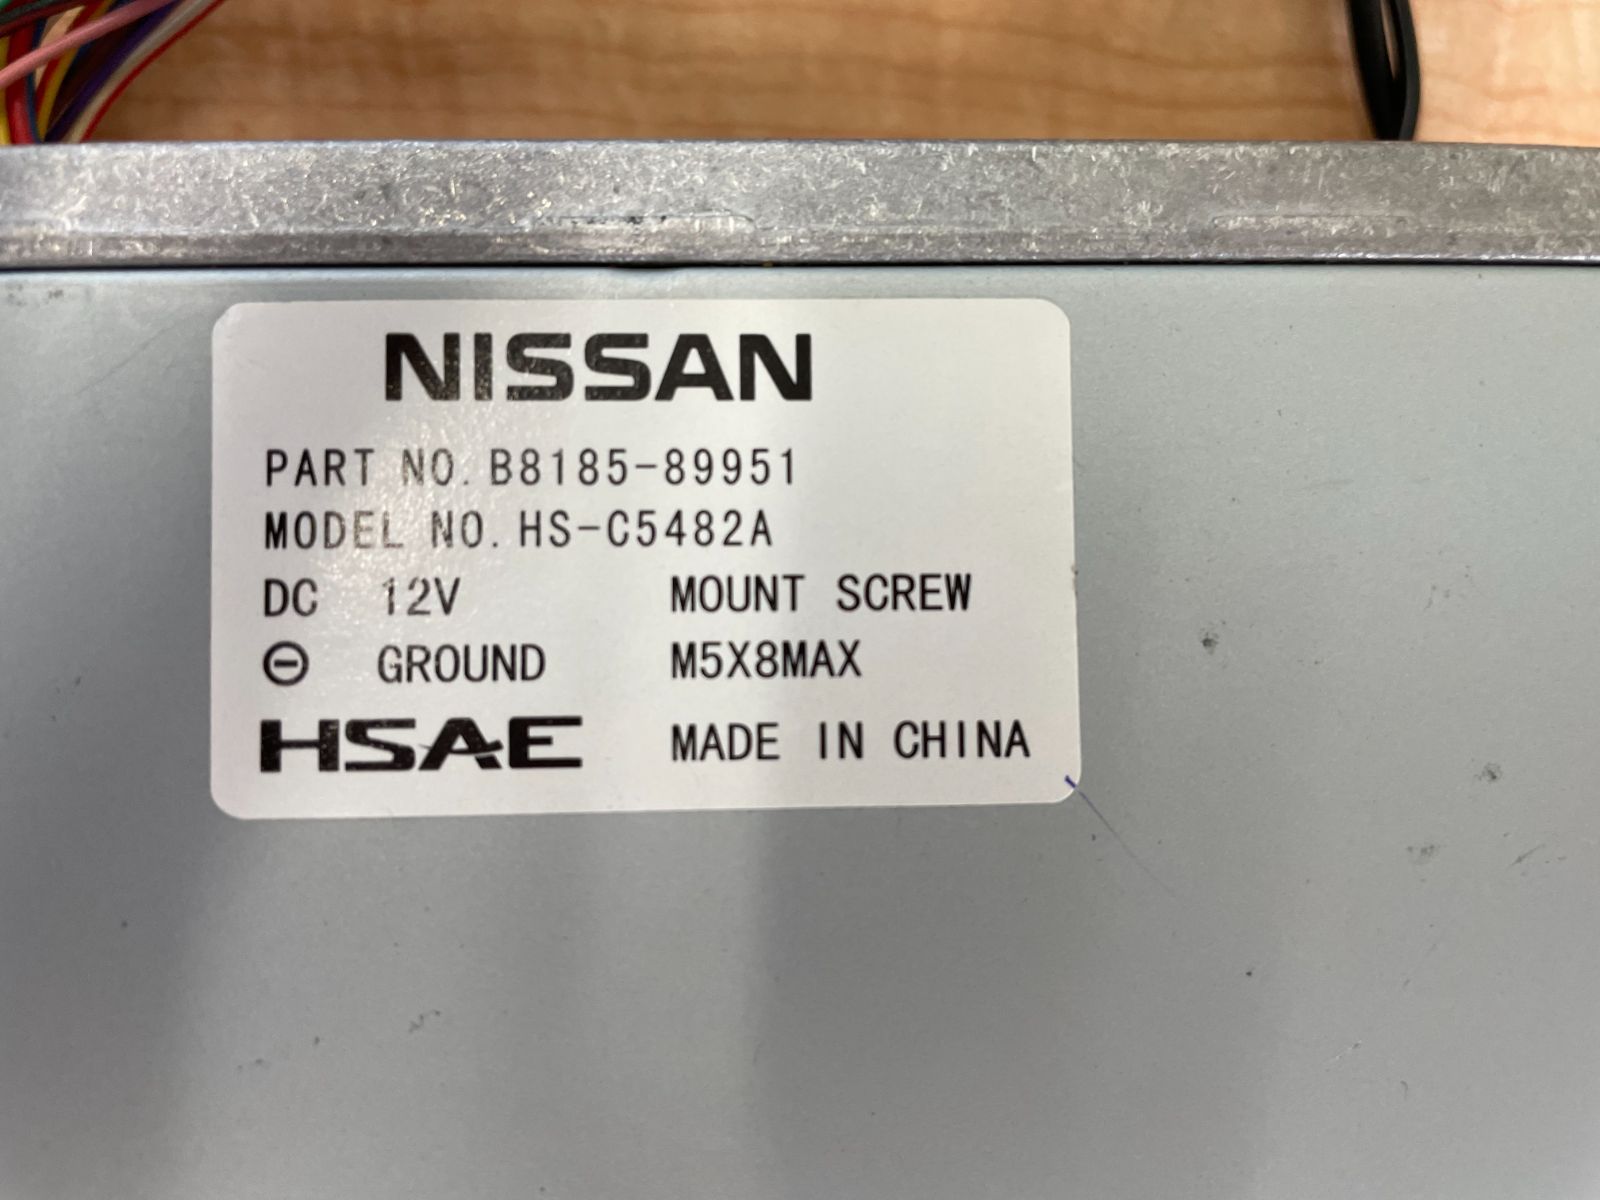 NISSAN
PART NO. B8185-89951
MODEL NO. HS-C5482A
DC 12V MOUNT SCREW
⊖ GROUND M5X8MAX
HSAE MADE IN CHINA